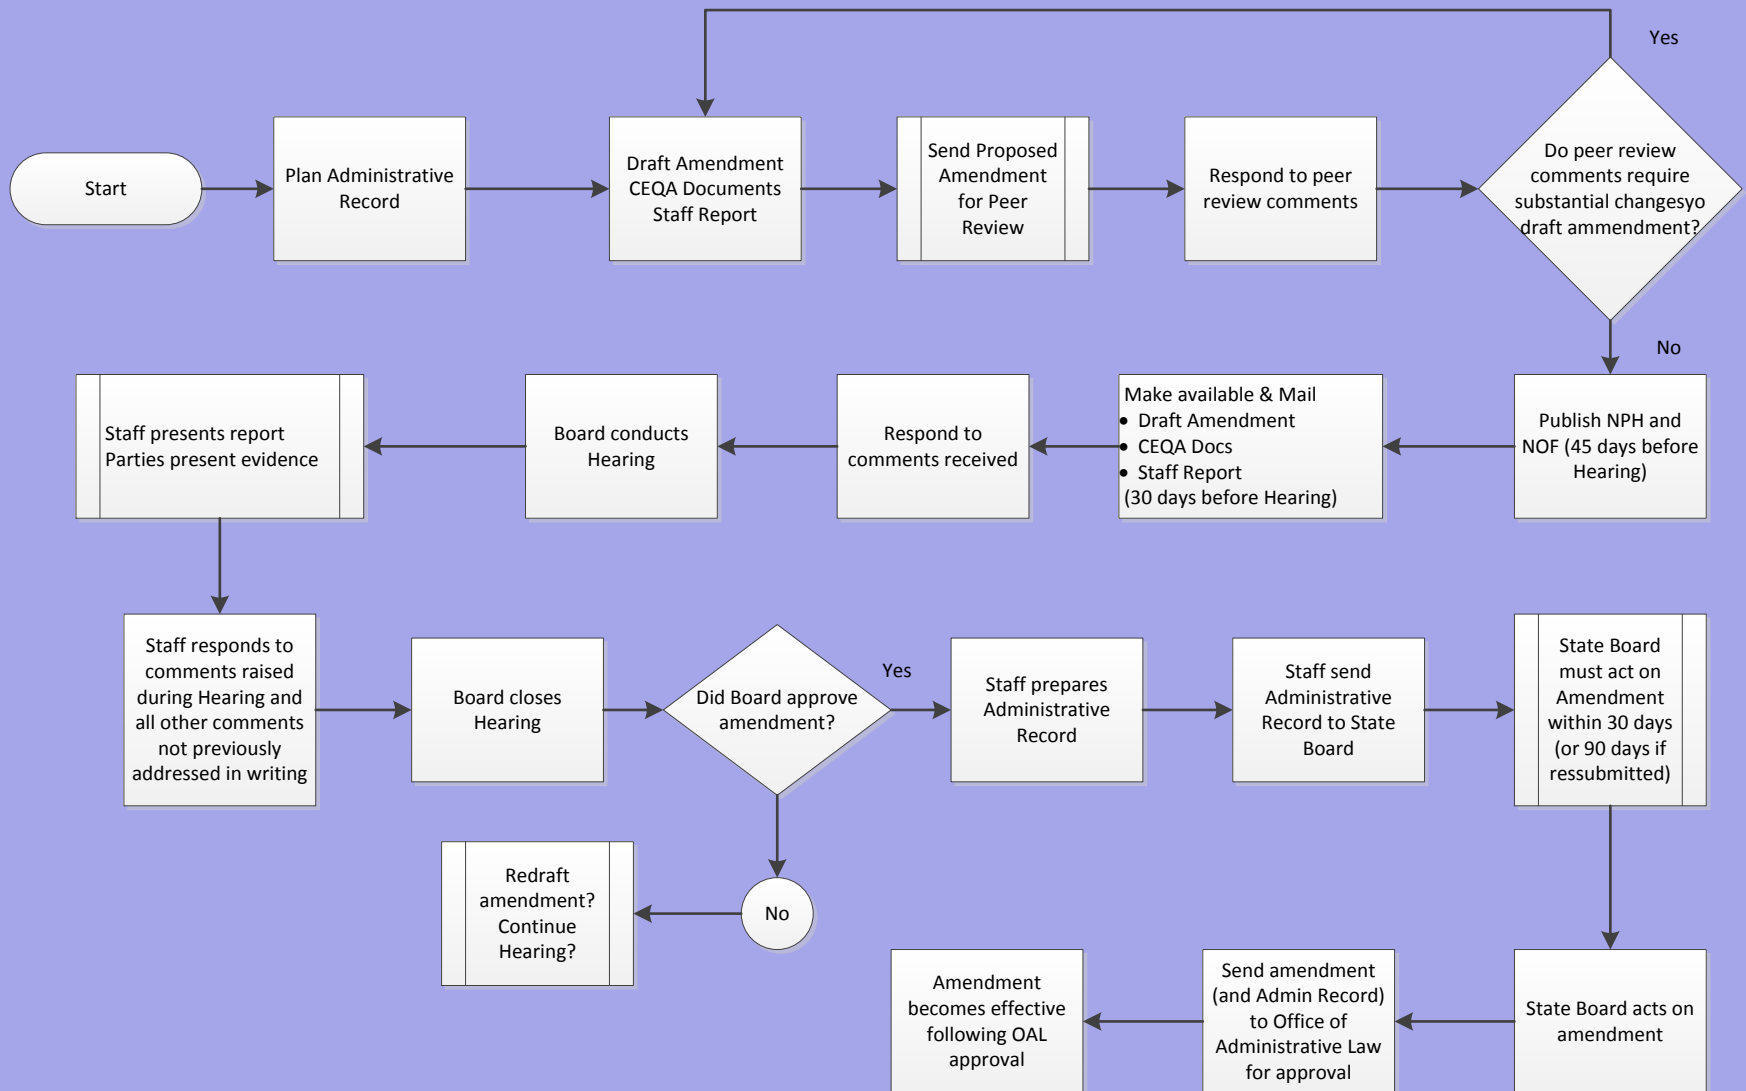 Start
Plan Administrative
Record
Draft Amendment
CEQA Documents
Staff Report
Send Proposed
Amendment
for Peer
Review
Respond to peer
review comments
Do peer review
comments require
substantial changesyo
draft ammendment?
Yes
No
Publish NPH and
NOF (45 days before
Hearing)
Make available & Mail
• Draft Amendment
• CEQA Docs
• Staff Report
(30 days before Hearing)
Respond to
comments received
Board conducts
Hearing
Staff presents report
Parties present evidence
Staff responds to
comments raised
during Hearing and
all other comments
not previously
addressed in writing
Board closes
Hearing
Did Board approve
amendment?
Yes
Staff prepares
Administrative
Record
Staff send
Administrative
Record to State
Board
State Board
must act on
Amendment
within 30 days
(or 90 days if
ressubmitted)
No
Redraft
amendment?
Continue
Hearing?
State Board acts on
amendment
Send amendment
(and Admin Record)
to Office of
Administrative Law
for approval
Amendment
becomes effective
following OAL
approval